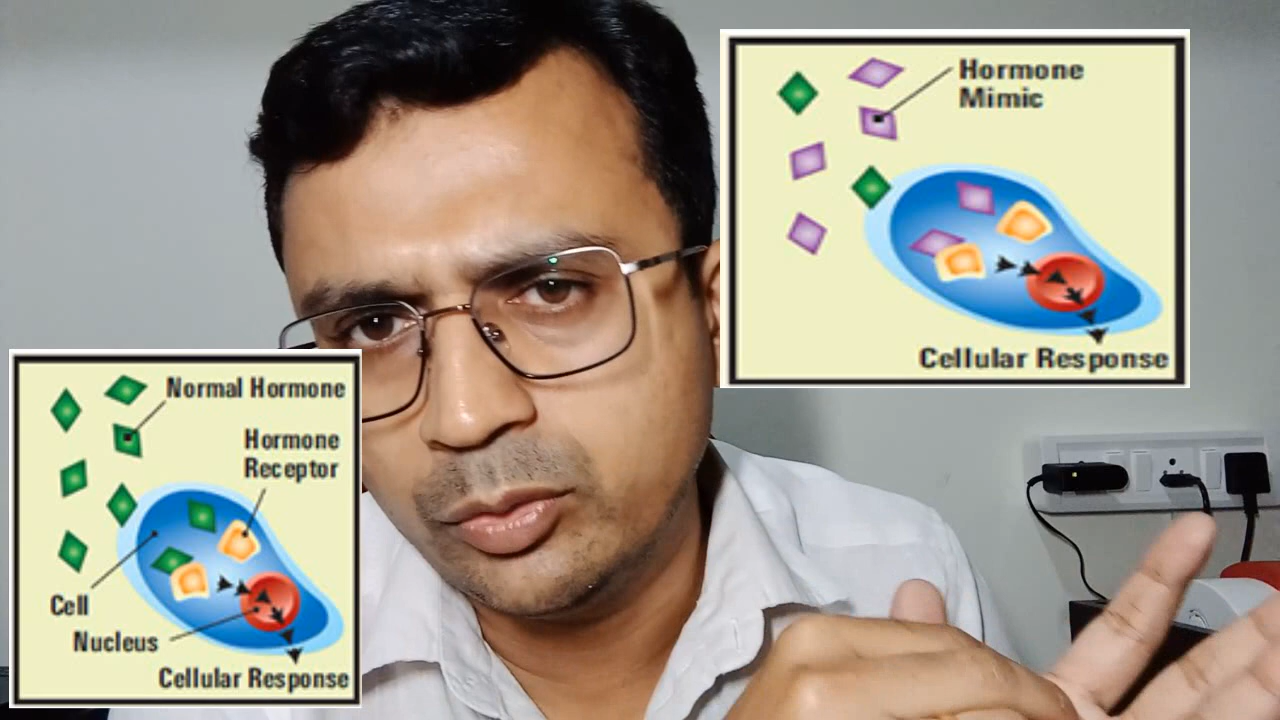 Hormone
Mimic
Cellular Response
Normal Hormone
Hormone
Receptor
Cell
Nucleus
Cellular Response